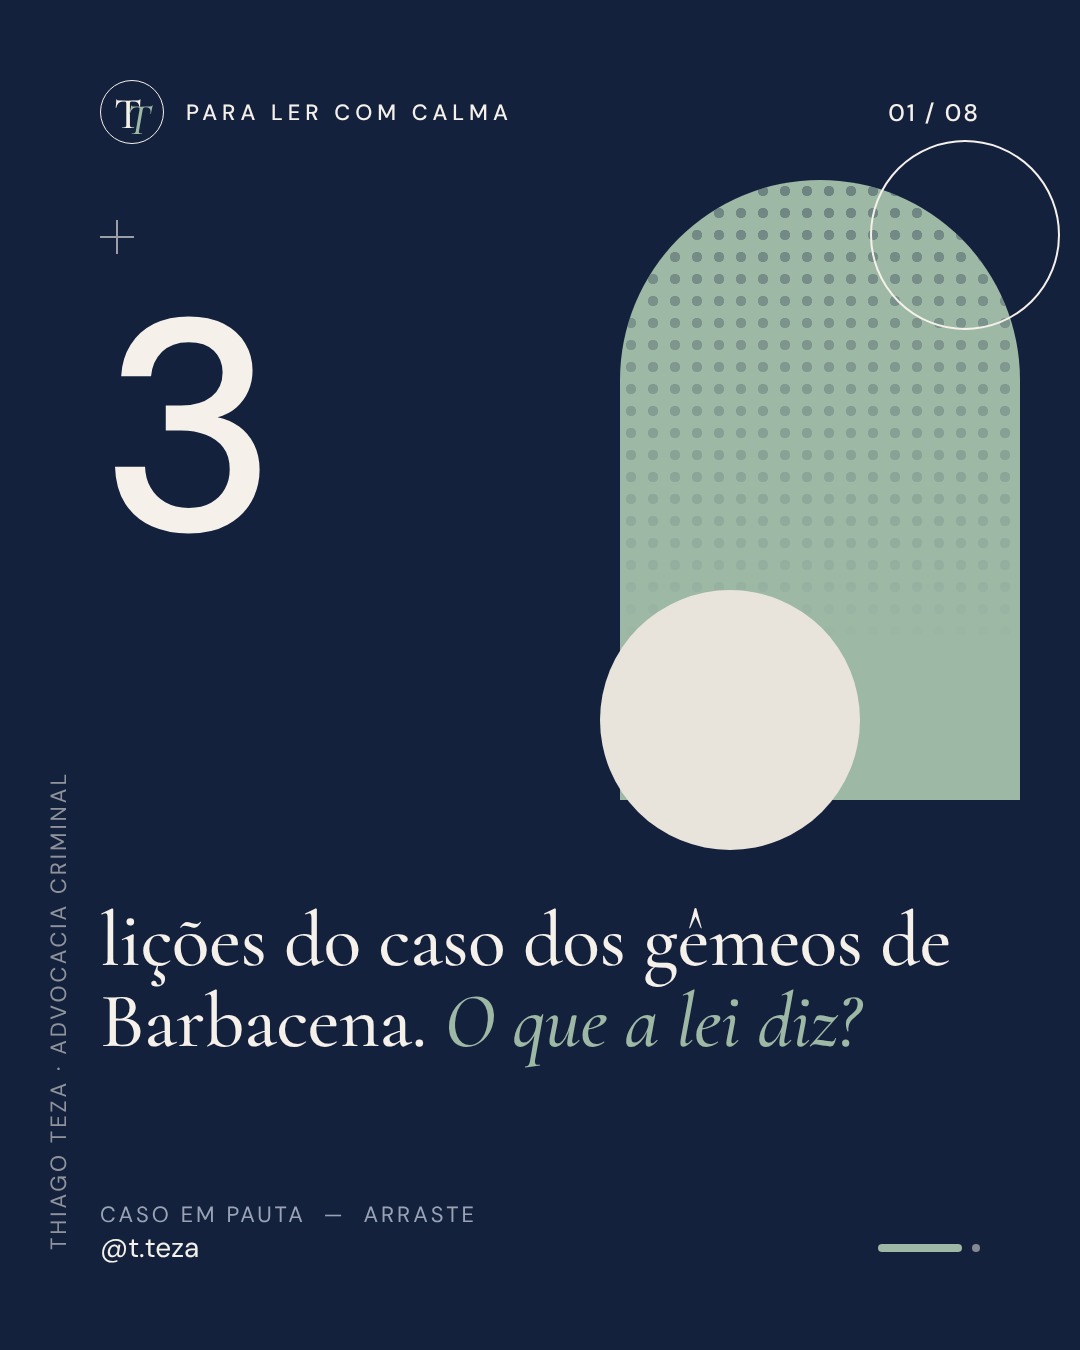 TT
PARA LER COM CALMA
01 / 08
3
lições do caso dos gêmeos de
Barbacena. O que a lei diz?
THIAGO TEZA · ADVOCACIA CRIMINAL
CASO EM PAUTA — ARRASTE
@t.teza